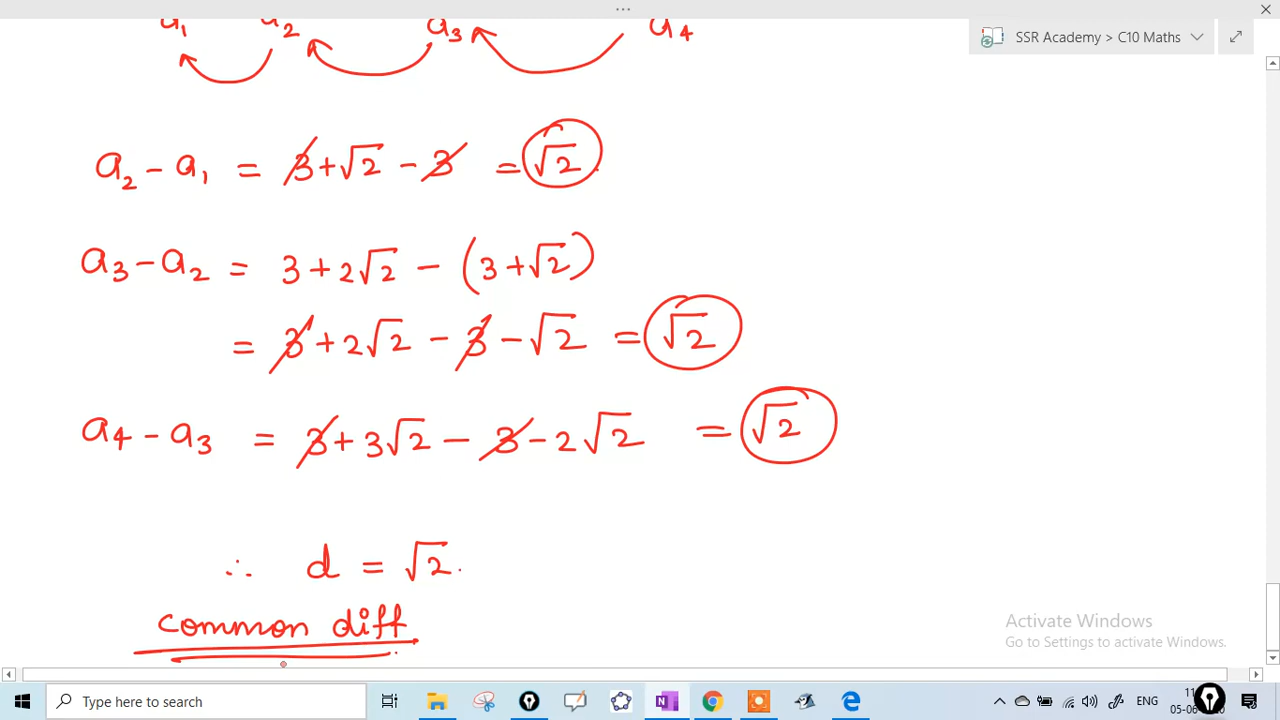 SSR Academy > C10 Maths
a₁ a₂ a₃ a₄
a₂ - a₁ = 3 + √2 - 3 = √2
a₃ - a₂ = 3 + 2√2 - (3 + √2)
= 3 + 2√2 - 3 - √2 = √2
a₄ - a₃ = 3 + 3√2 - 3 - 2√2 = √2
∴ d = √2.
common diff
Activate Windows
Go to Settings to activate Windows.
Type here to search